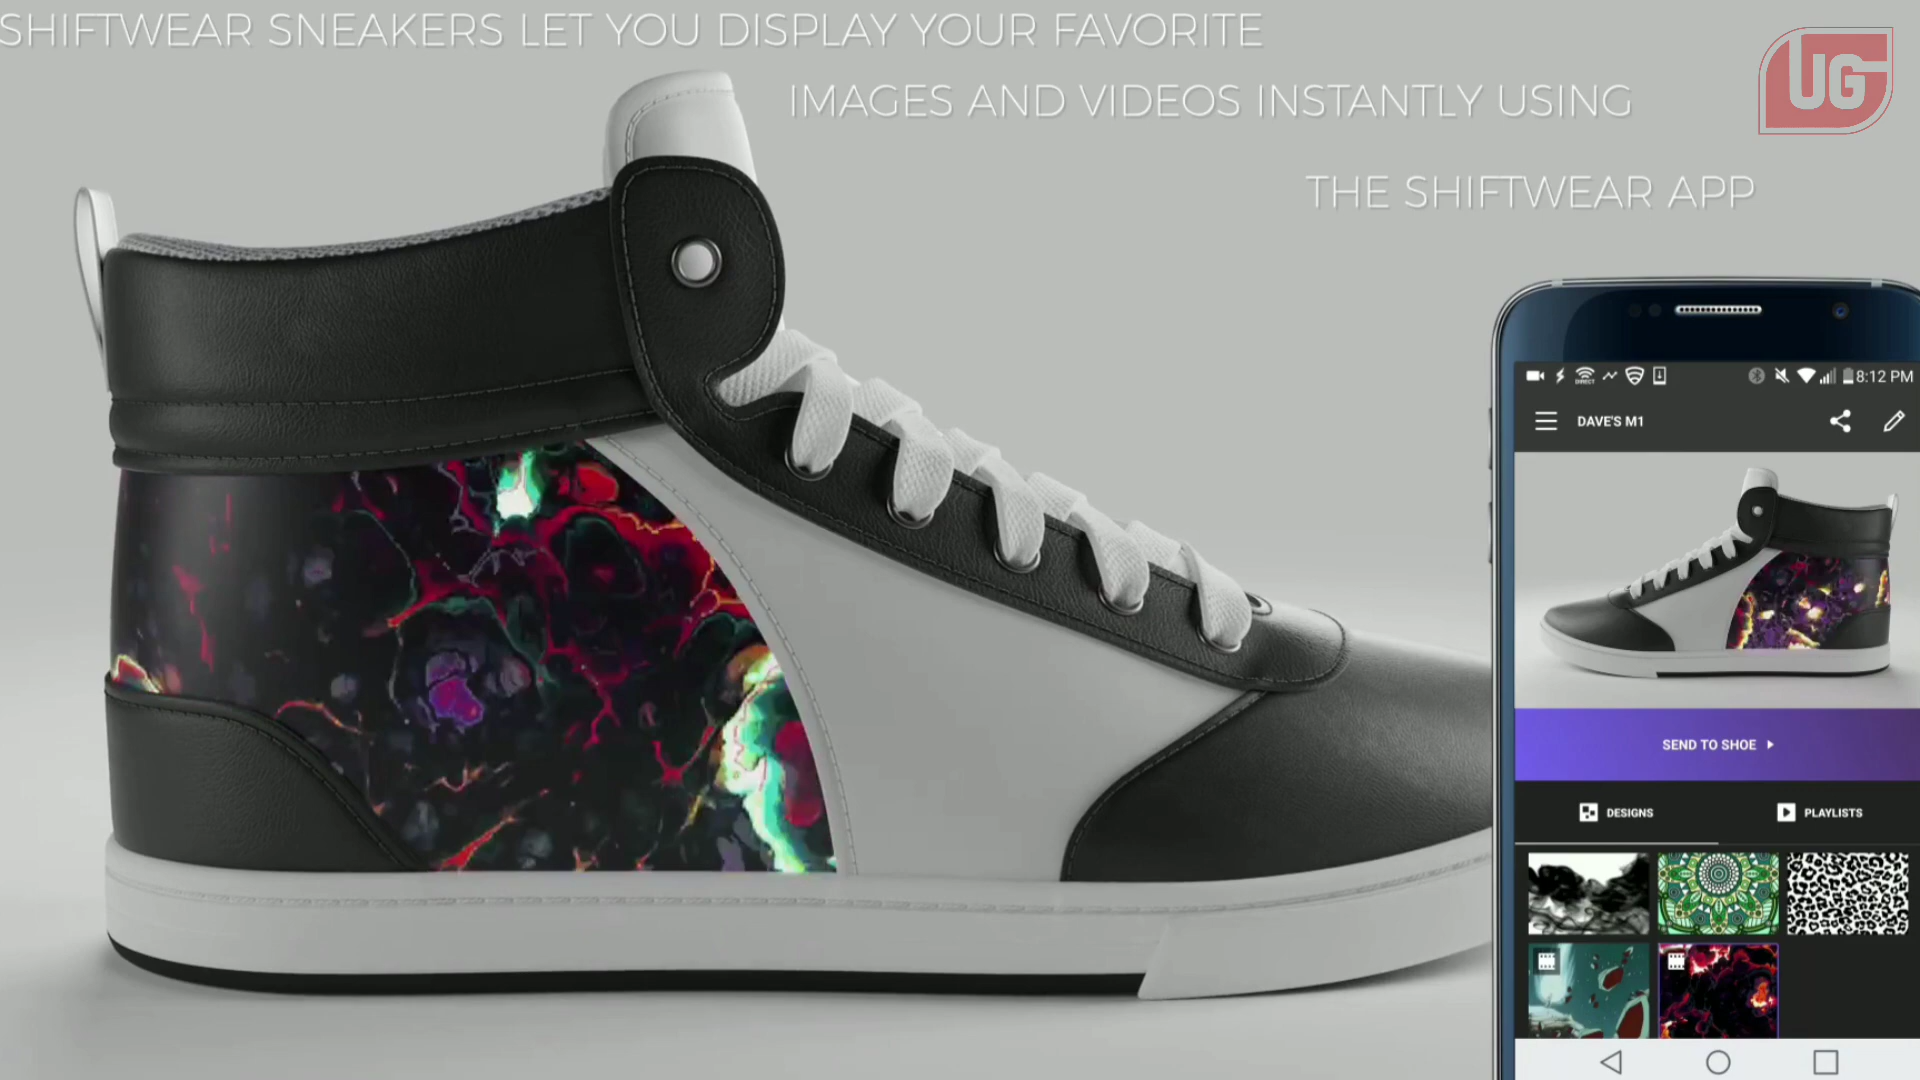 SHIFTWEAR SNEAKERS LET YOU DISPLAY YOUR FAVORITE
IMAGES AND VIDEOS INSTANTLY USING
THE SHIFTWEAR APP
UG
DIRECT
8:12 PM
DAVE'S M1
SEND TO SHOE
DESIGNS
PLAYLISTS